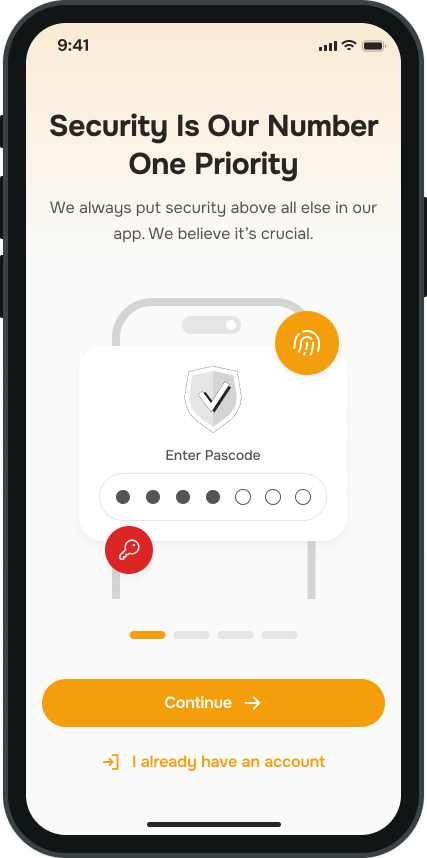 9:41
Security Is Our Number
One Priority
We always put security above all else in our
app. We believe it’s crucial.
Enter Pascode
Continue
I already have an account